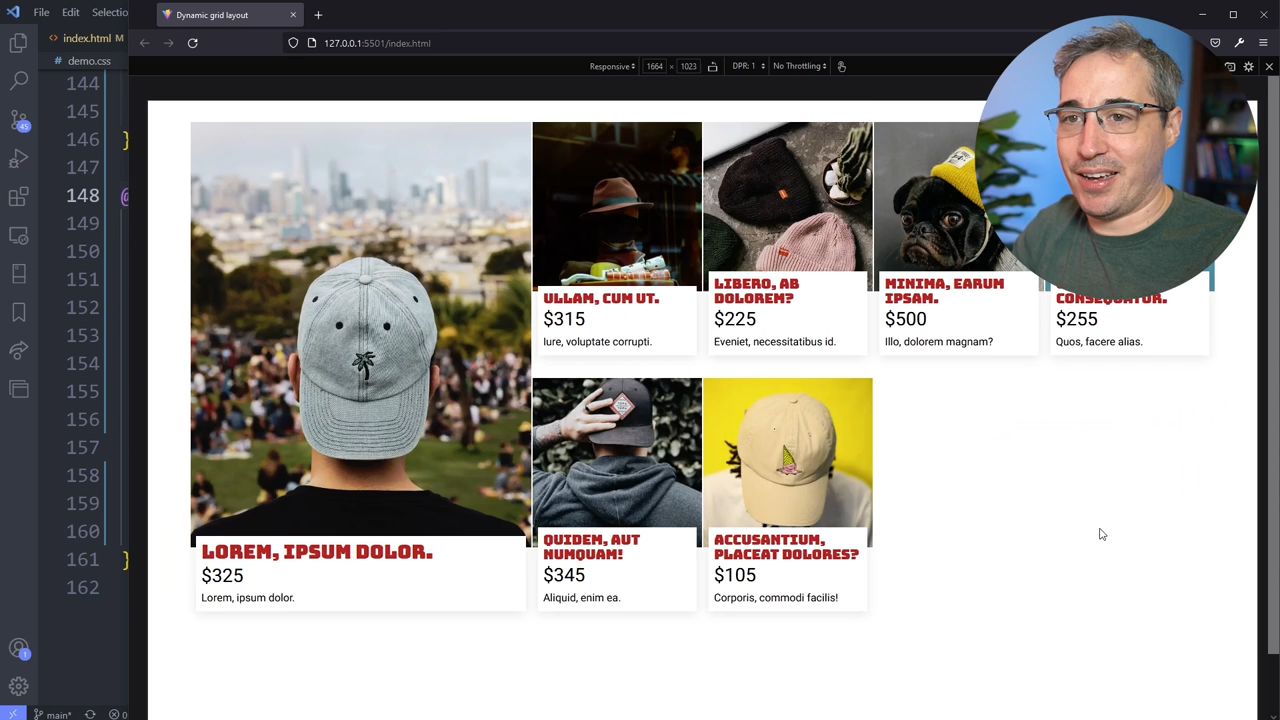 File Edit Selectio
Dynamic grid layout
index.html M
127.0.0.1:5501/index.html
demo.css
Responsive 1664 × 1023 DPR: 1 No Throttling
144
145
146 }
147
148 @
149
150
151
152
153
154
155
156
157
158
159
160
161 }
162
45
1
main*
0
LOREM, IPSUM DOLOR.
$325
Lorem, ipsum dolor.
ULLAM, CUM UT.
$315
Iure, voluptate corrupti.
LIBERO, AB
DOLOREM?
$225
Eveniet, necessitatibus id.
MINIMA, EARUM
IPSAM.
$500
Illo, dolorem magnam?
CONSEQUATUR.
$255
Quos, facere alias.
QUIDEM, AUT
NUMQUAM!
$345
Aliquid, enim ea.
ACCUSANTIUM,
PLACEAT DOLORES?
$105
Corporis, commodi facilis!